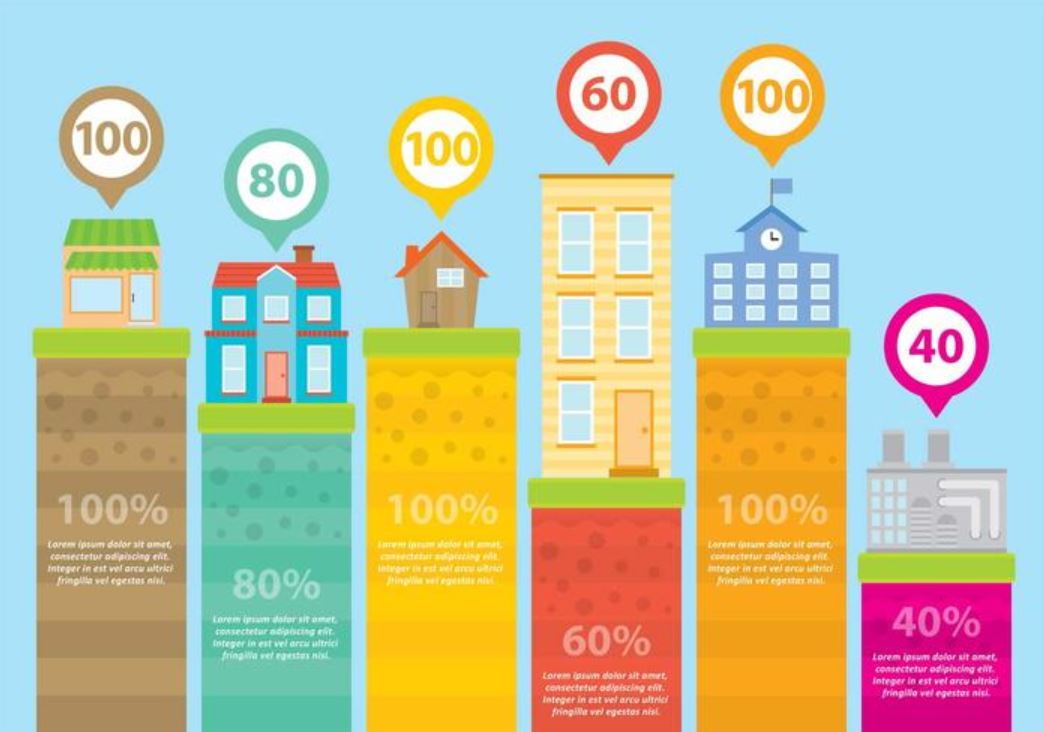 100
80
100
60
100
40
100%
Lorem ipsum dolor sit amet,
consectetur adipiscing elit.
Integer in est vel arcu ultrici
fringilla vel egestas nisi.
80%
Lorem ipsum dolor sit amet,
consectetur adipiscing elit.
Integer in est vel arcu ultrici
fringilla vel egestas nisi.
100%
Lorem ipsum dolor sit amet,
consectetur adipiscing elit.
Integer in est vel arcu ultrici
fringilla vel egestas nisi.
60%
Lorem ipsum dolor sit amet,
consectetur adipiscing elit.
Integer in est vel arcu ultrici
fringilla vel egestas nisi.
100%
Lorem ipsum dolor sit amet,
consectetur adipiscing elit.
Integer in est vel arcu ultrici
fringilla vel egestas nisi.
40%
Lorem ipsum dolor sit amet,
consectetur adipiscing elit.
Integer in est vel arcu ultrici
fringilla vel egestas nisi.